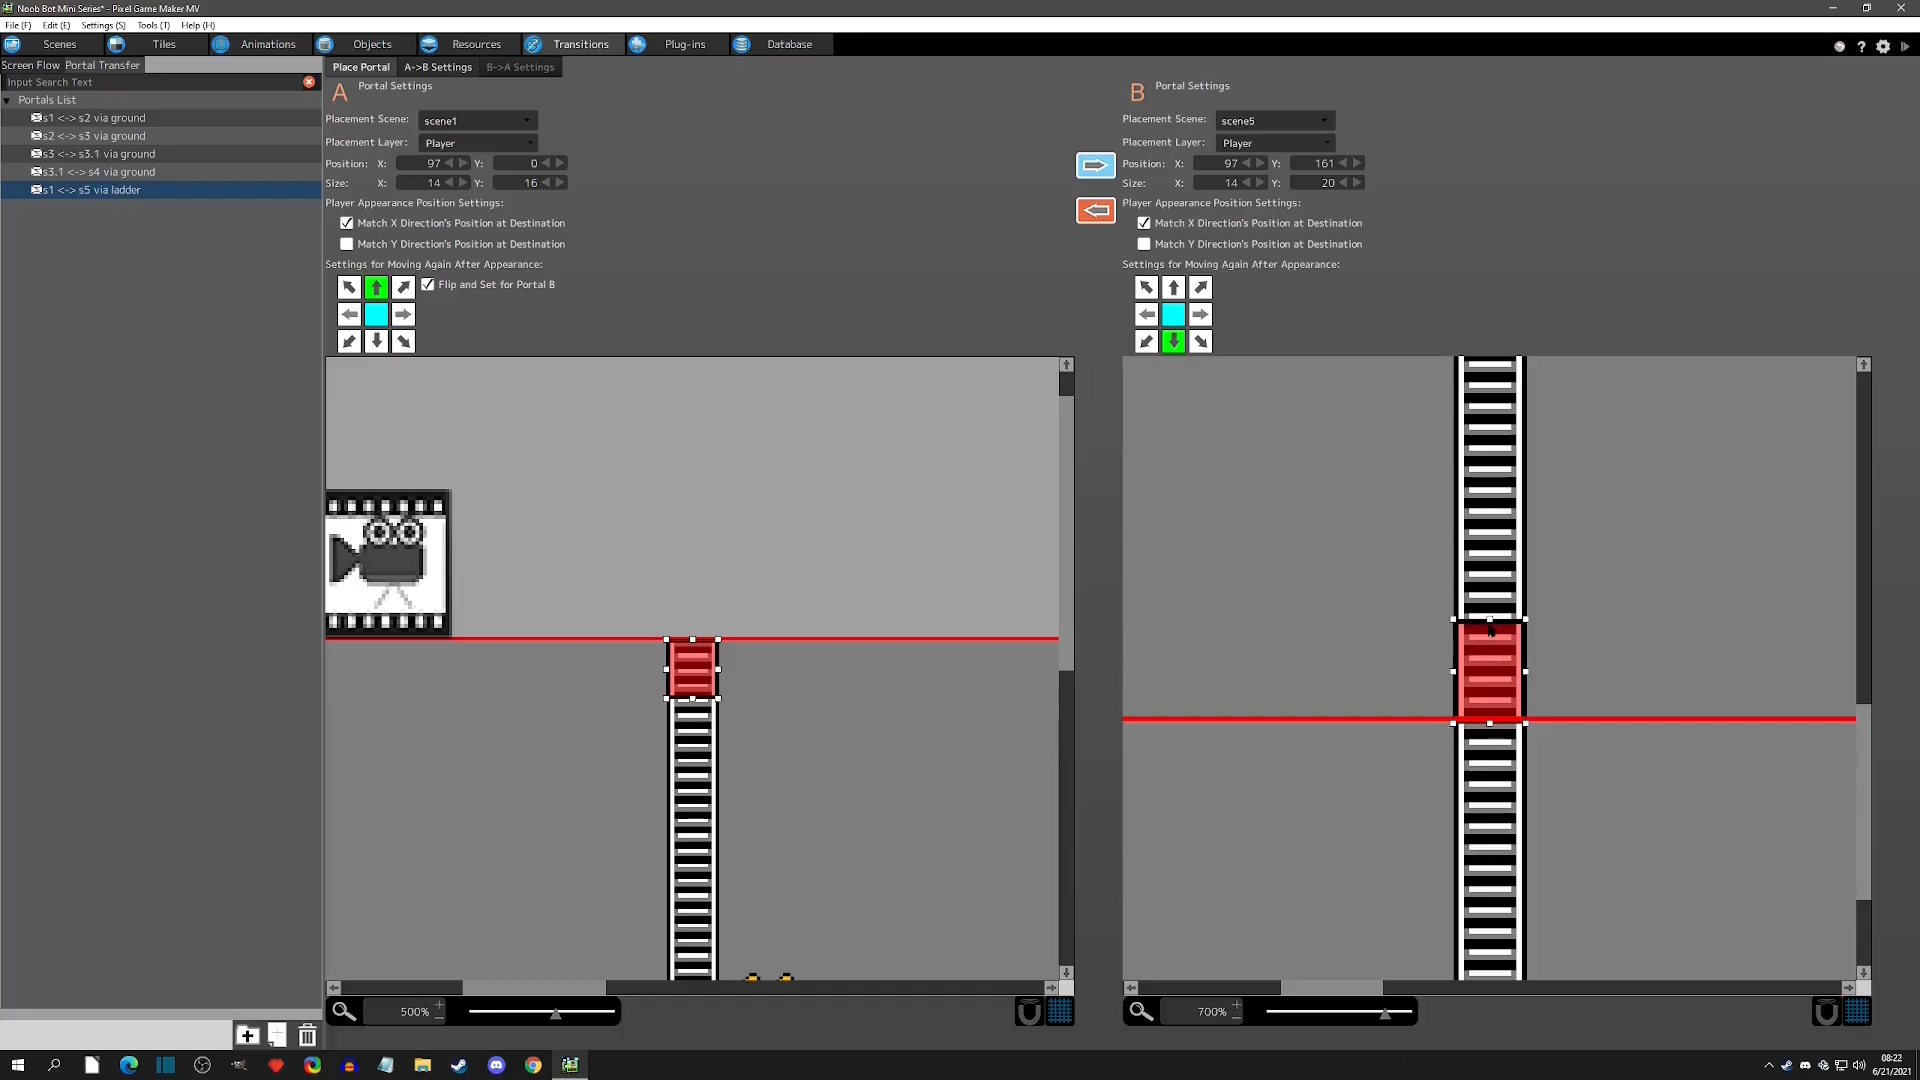 Noob Bot Mini Series* - Pixel Game Maker MV
File (F) Edit (E) Settings (S) Tools (T) Help (H)
Scenes Tiles Animations Objects Resources Transitions Plug-ins Database
Screen Flow Portal Transfer
Place Portal A->B Settings B->A Settings
Input Search Text
Portals List
s1 <-> s2 via ground
s2 <-> s3 via ground
s3 <-> s3.1 via ground
s3.1 <-> s4 via ground
s1 <-> s5 via ladder
A Portal Settings
Placement Scene: scene1
Placement Layer: Player
Position: X: 97 Y: 0
Size: X: 14 Y: 16
Player Appearance Position Settings:
Match X Direction's Position at Destination
Match Y Direction's Position at Destination
Settings for Moving Again After Appearance:
Flip and Set for Portal B
B Portal Settings
Placement Scene: scene5
Placement Layer: Player
Position: X: 97 Y: 161
Size: X: 14 Y: 20
Player Appearance Position Settings:
Match X Direction's Position at Destination
Match Y Direction's Position at Destination
Settings for Moving Again After Appearance:
500%
700%
08:22
6/21/2021